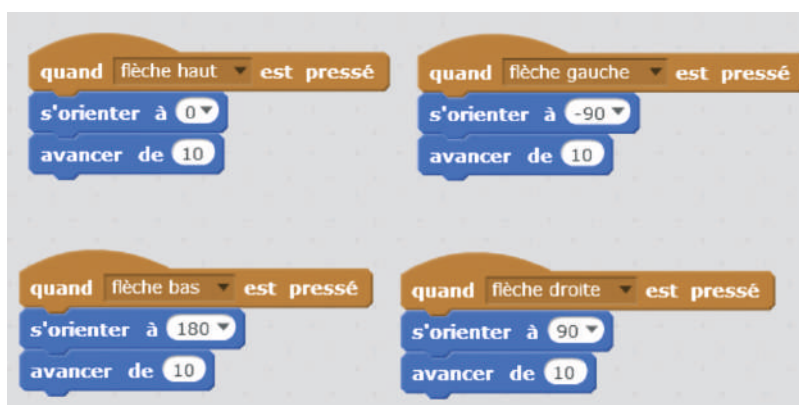 quand flèche haut est pressé
s'orienter à 0
avancer de 10
quand flèche gauche est pressé
s'orienter à -90
avancer de 10
quand flèche bas est pressé
s'orienter à 180
avancer de 10
quand flèche droite est pressé
s'orienter à 90
avancer de 10